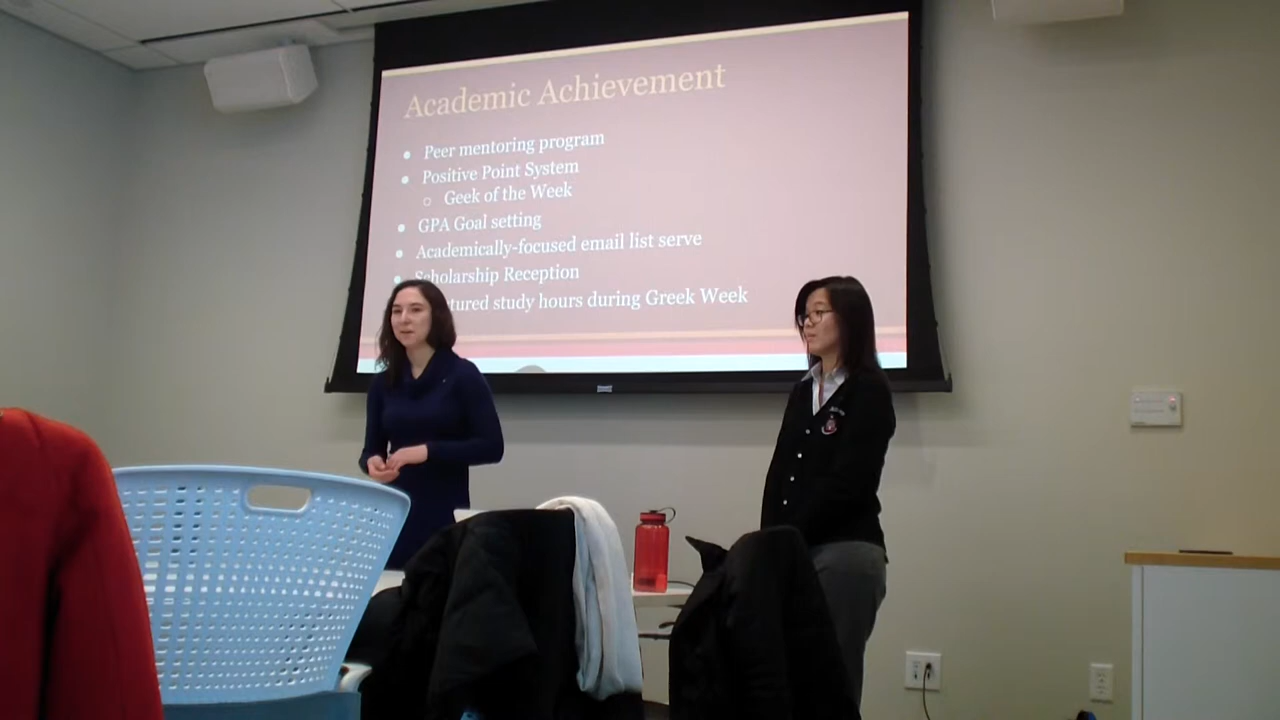 Academic Achievement
● Peer mentoring program
● Positive Point System
○ Geek of the Week
● GPA Goal setting
● Academically-focused email list serve
● Scholarship Reception
study hours during Greek Week